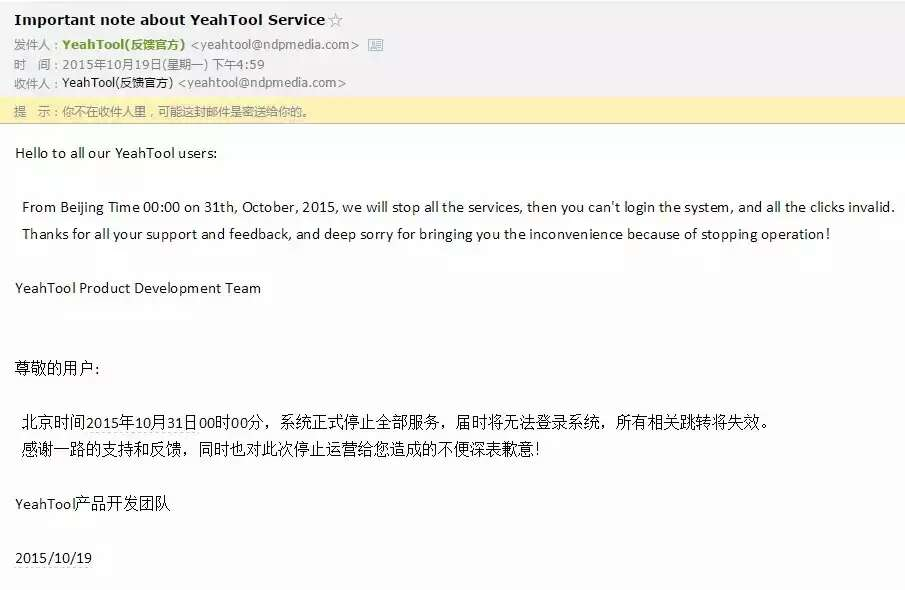 Important note about YeahTool Service☆
发件人：YeahTool(反馈官方) <yeahtool@ndpmedia.com>
时 间：2015年10月19日(星期一) 下午4:59
收件人：YeahTool(反馈官方) <yeahtool@ndpmedia.com>
提 示：你不在收件人里，可能这封邮件是密送给你的。
Hello to all our YeahTool users:
From Beijing Time 00:00 on 31th, October, 2015, we will stop all the services, then you can't login the system, and all the clicks invalid.
Thanks for all your support and feedback, and deep sorry for bringing you the inconvenience because of stopping operation!
YeahTool Product Development Team
尊敬的用户:
北京时间2015年10月31日00时00分，系统正式停止全部服务，届时将无法登录系统，所有相关跳转将失效。
感谢一路的支持和反馈，同时也对此次停止运营给您造成的不便深表歉意！
YeahTool产品开发团队
2015/10/19